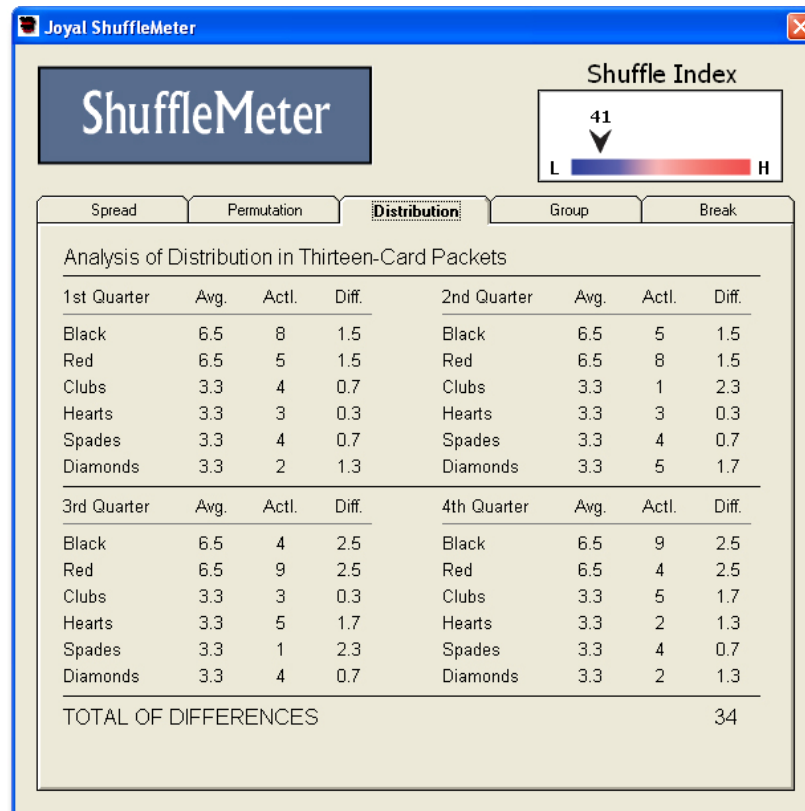 Joyal ShuffleMeter
ShuffleMeter
Shuffle Index
41
L H
Spread Permutation Distribution Group Break
Analysis of Distribution in Thirteen-Card Packets
1st Quarter Avg. Actl. Diff. 2nd Quarter Avg. Actl. Diff.
Black 6.5 8 1.5 Black 6.5 5 1.5
Red 6.5 5 1.5 Red 6.5 8 1.5
Clubs 3.3 4 0.7 Clubs 3.3 1 2.3
Hearts 3.3 3 0.3 Hearts 3.3 3 0.3
Spades 3.3 4 0.7 Spades 3.3 4 0.7
Diamonds 3.3 2 1.3 Diamonds 3.3 5 1.7
3rd Quarter Avg. Actl. Diff. 4th Quarter Avg. Actl. Diff.
Black 6.5 4 2.5 Black 6.5 9 2.5
Red 6.5 9 2.5 Red 6.5 4 2.5
Clubs 3.3 3 0.3 Clubs 3.3 5 1.7
Hearts 3.3 5 1.7 Hearts 3.3 2 1.3
Spades 3.3 1 2.3 Spades 3.3 4 0.7
Diamonds 3.3 4 0.7 Diamonds 3.3 2 1.3
TOTAL OF DIFFERENCES 34